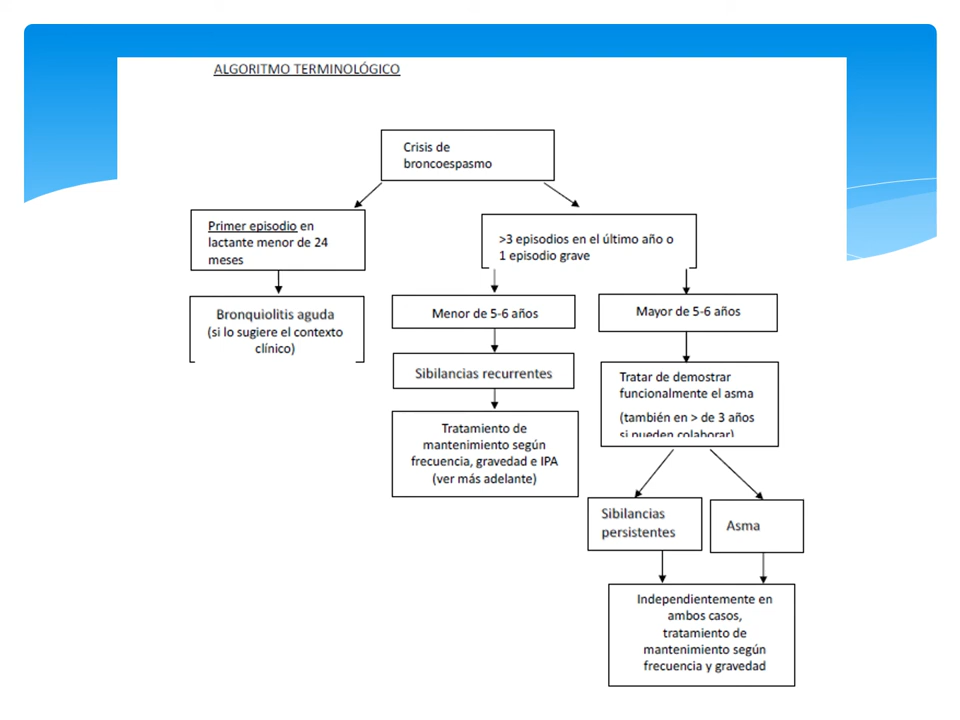 ALGORITMO TERMINOLÓGICO
Crisis de
broncoespasmo
Primer episodio en
lactante menor de 24
meses
>3 episodios en el último año o
1 episodio grave
Bronquiolitis aguda
(si lo sugiere el contexto
clínico)
Menor de 5-6 años
Mayor de 5-6 años
Sibilancias recurrentes
Tratar de demostrar
funcionalmente el asma
(también en > de 3 años
si pueden colaborar)
Tratamiento de
mantenimiento según
frecuencia, gravedad e IPA
(ver más adelante)
Sibilancias
persistentes
Asma
Independientemente en
ambos casos,
tratamiento de
mantenimiento según
frecuencia y gravedad